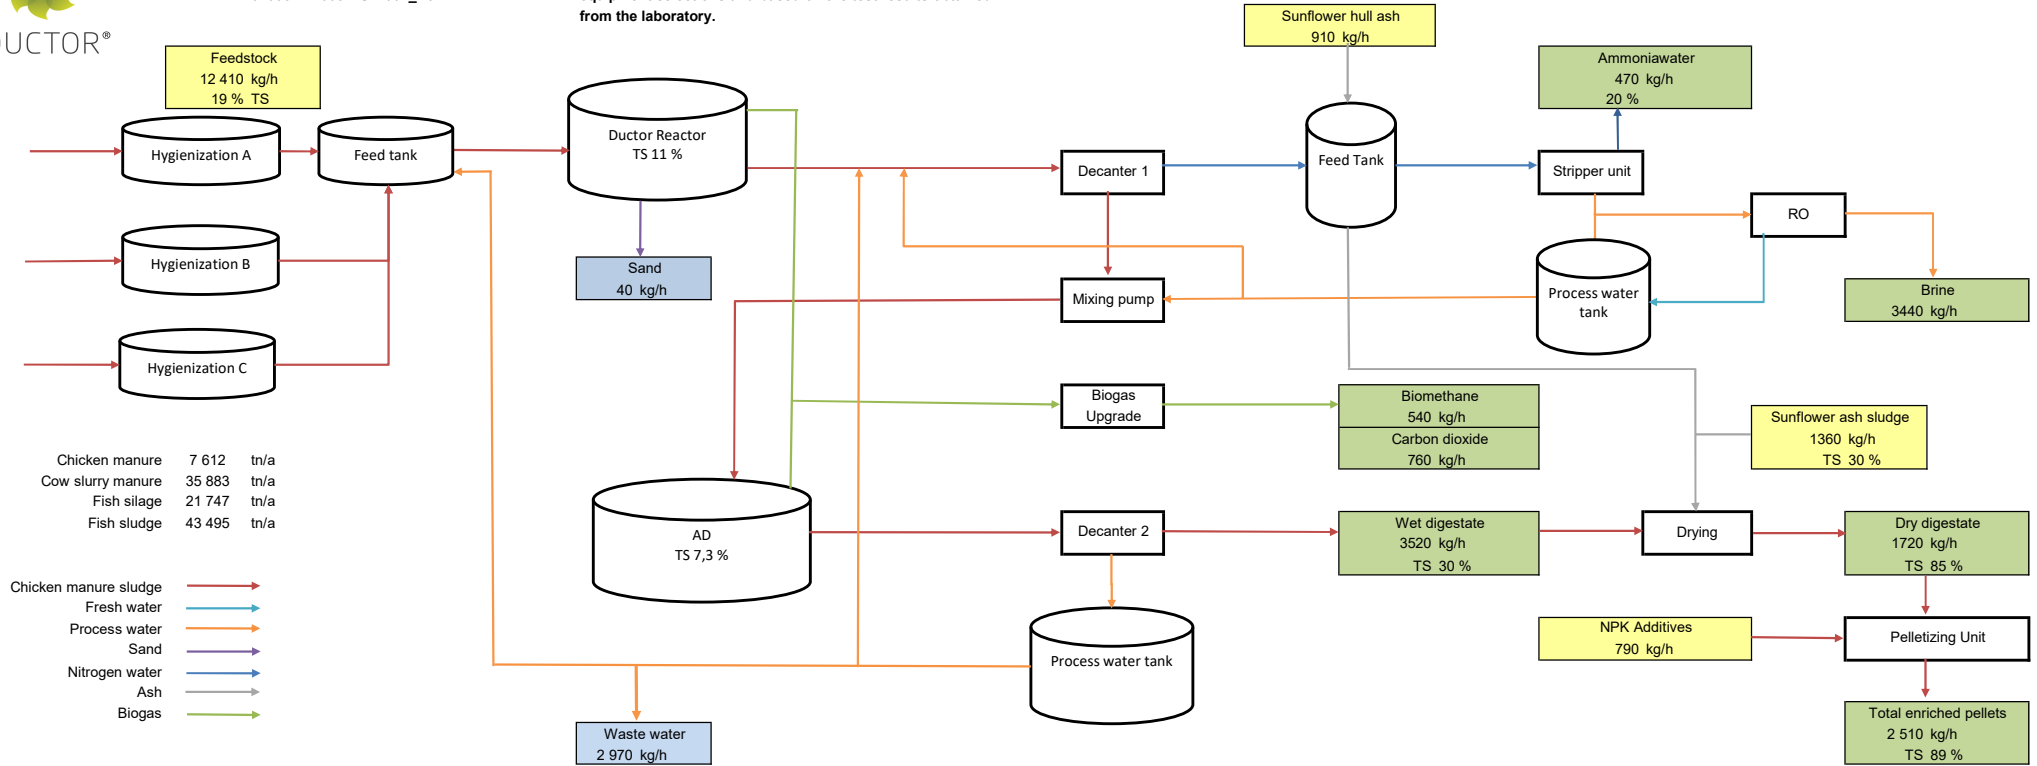 from the laboratory.
DUCTOR®
Sunflower hull ash
910 kg/h
Feedstock
12 410 kg/h
19 % TS
Ammoniawater
470 kg/h
20 %
Hygienization A
Feed tank
Ductor Reactor
TS 11 %
Decanter 1
Feed Tank
Stripper unit
RO
Hygienization B
Sand
40 kg/h
Mixing pump
Process water
tank
Brine
3440 kg/h
Hygienization C
Biogas
Upgrade
Biomethane
540 kg/h
Carbon dioxide
760 kg/h
Sunflower ash sludge
1360 kg/h
TS 30 %
Chicken manure 7 612 tn/a
Cow slurry manure 35 883 tn/a
Fish silage 21 747 tn/a
Fish sludge 43 495 tn/a
AD
TS 7,3 %
Decanter 2
Wet digestate
3520 kg/h
TS 30 %
Drying
Dry digestate
1720 kg/h
TS 85 %
Chicken manure sludge
Fresh water
Process water
Sand
Nitrogen water
Ash
Biogas
Process water tank
NPK Additives
790 kg/h
Pelletizing Unit
Waste water
2 970 kg/h
Total enriched pellets
2 510 kg/h
TS 89 %